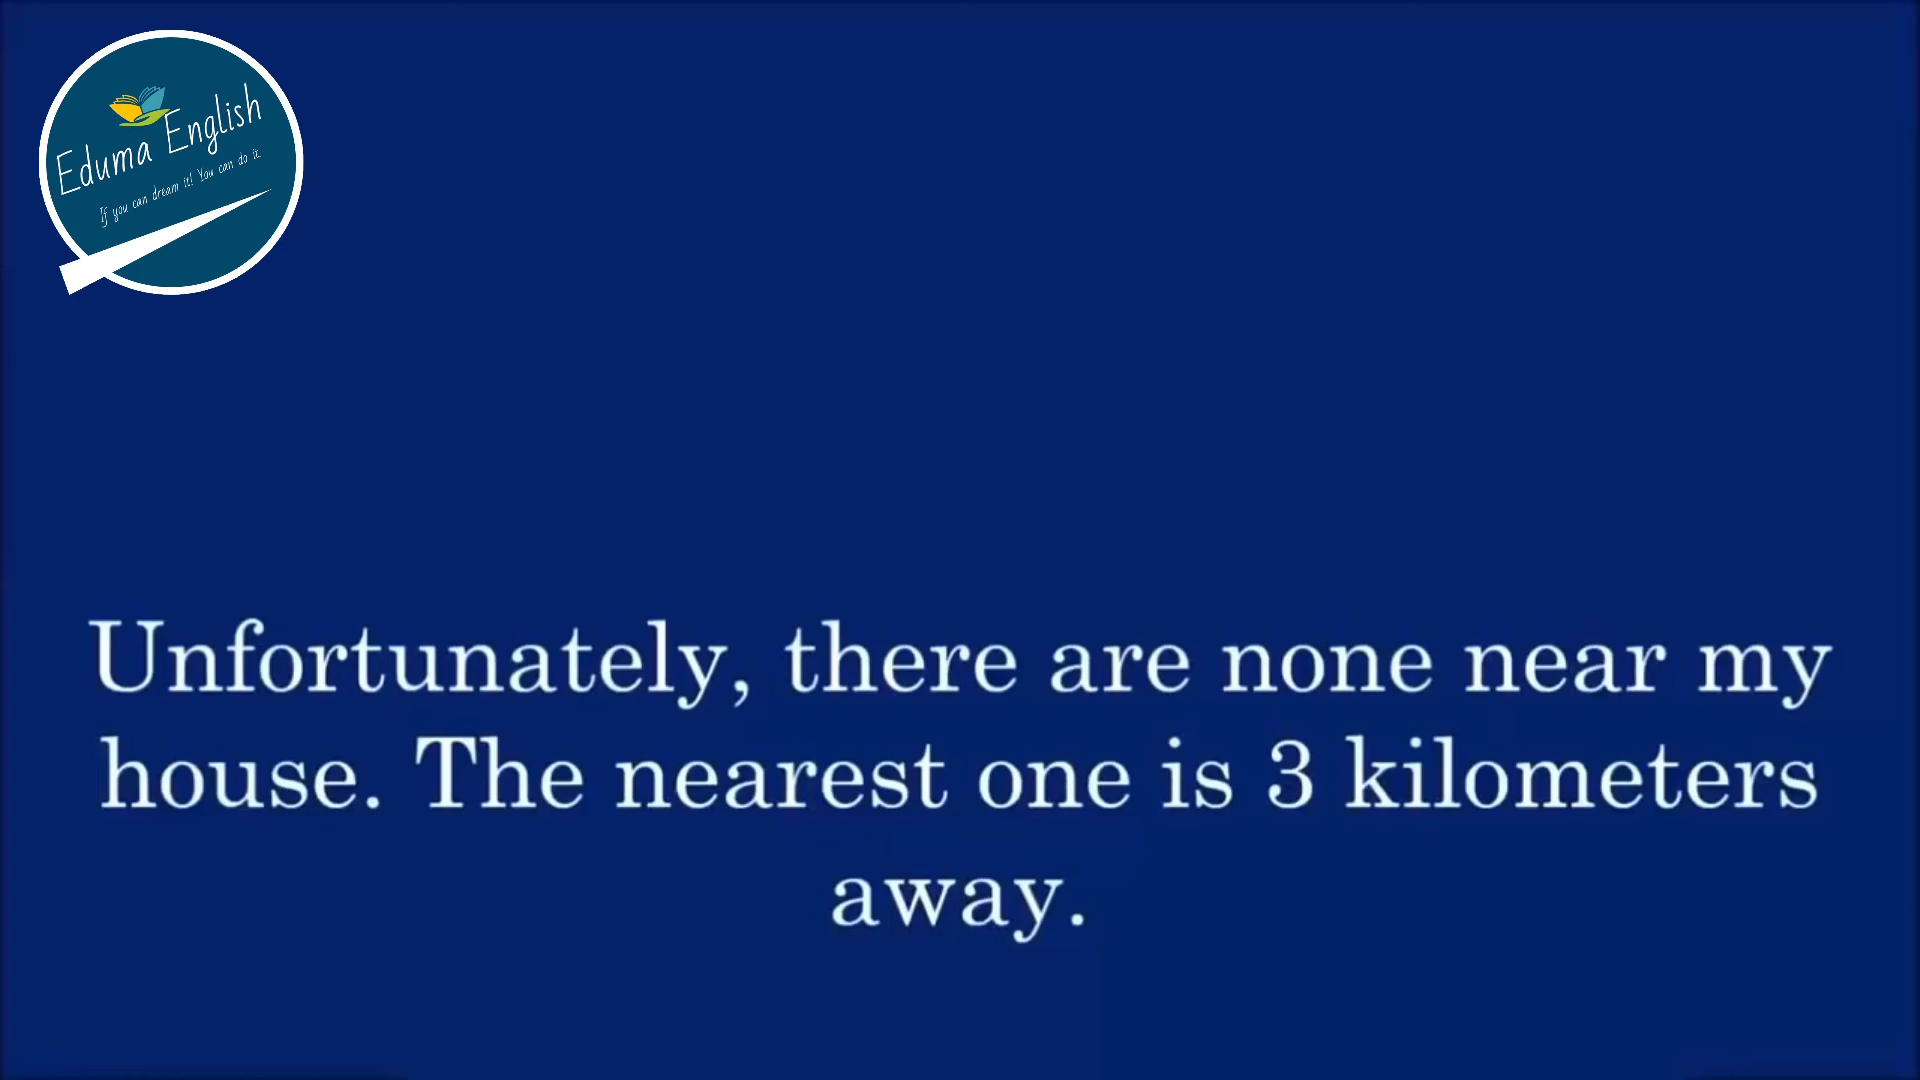 Eduma English
If you can dream it! You can do it.
Unfortunately, there are none near my
house. The nearest one is 3 kilometers
away.